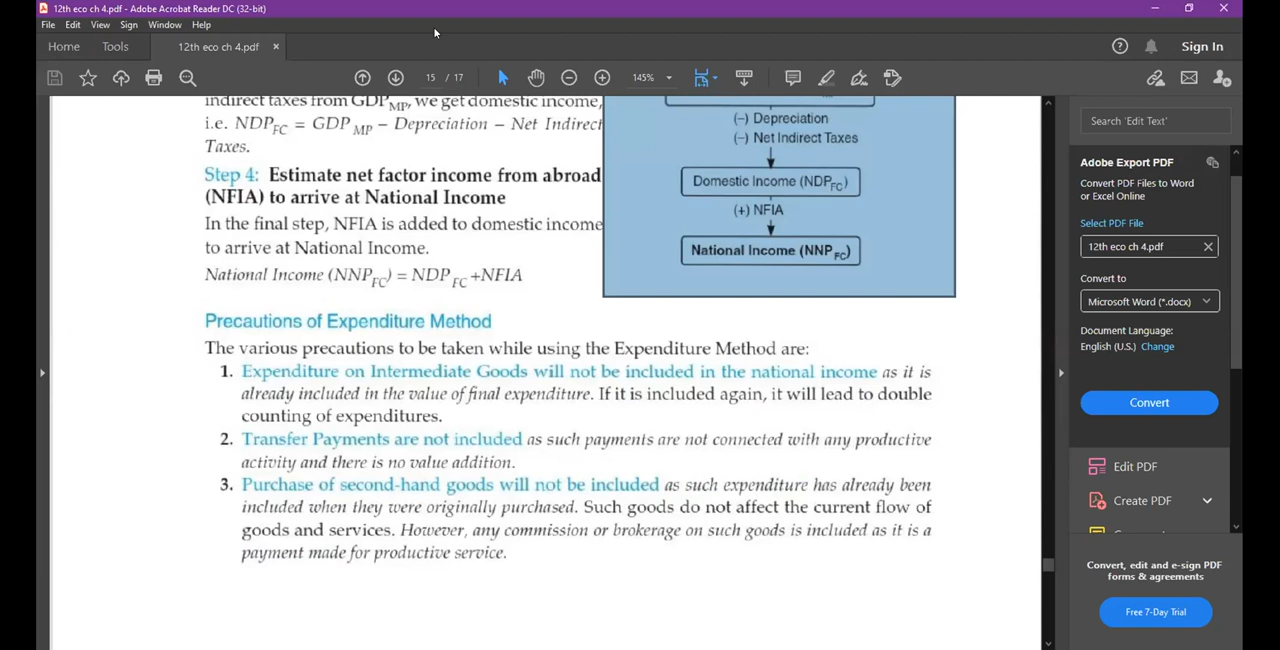 12th eco ch 4.pdf - Adobe Acrobat Reader DC (32-bit)
File Edit View Sign Window Help
Home Tools 12th eco ch 4.pdf × Sign In
15 / 17 145%
indirect taxes from GDP MP, we get domestic income,
i.e. NDP FC = GDP MP – Depreciation – Net Indirect
Taxes.
Step 4: Estimate net factor income from abroad
(NFIA) to arrive at National Income
In the final step, NFIA is added to domestic income
to arrive at National Income.
National Income (NNP FC) = NDP FC +NFIA
(–) Depreciation
(–) Net Indirect Taxes
Domestic Income (NDP FC)
(+) NFIA
National Income (NNP FC)
Precautions of Expenditure Method
The various precautions to be taken while using the Expenditure Method are:
1. Expenditure on Intermediate Goods will not be included in the national income as it is
already included in the value of final expenditure. If it is included again, it will lead to double
counting of expenditures.
2. Transfer Payments are not included as such payments are not connected with any productive
activity and there is no value addition.
3. Purchase of second-hand goods will not be included as such expenditure has already been
included when they were originally purchased. Such goods do not affect the current flow of
goods and services. However, any commission or brokerage on such goods is included as it is a
payment made for productive service.
Search 'Edit Text'
Adobe Export PDF
Convert PDF Files to Word
or Excel Online
Select PDF File
12th eco ch 4.pdf
Convert to
Microsoft Word (*.docx)
Document Language:
English (U.S.) Change
Convert
Edit PDF
Create PDF
Convert, edit and e-sign PDF
forms & agreements
Free 7-Day Trial